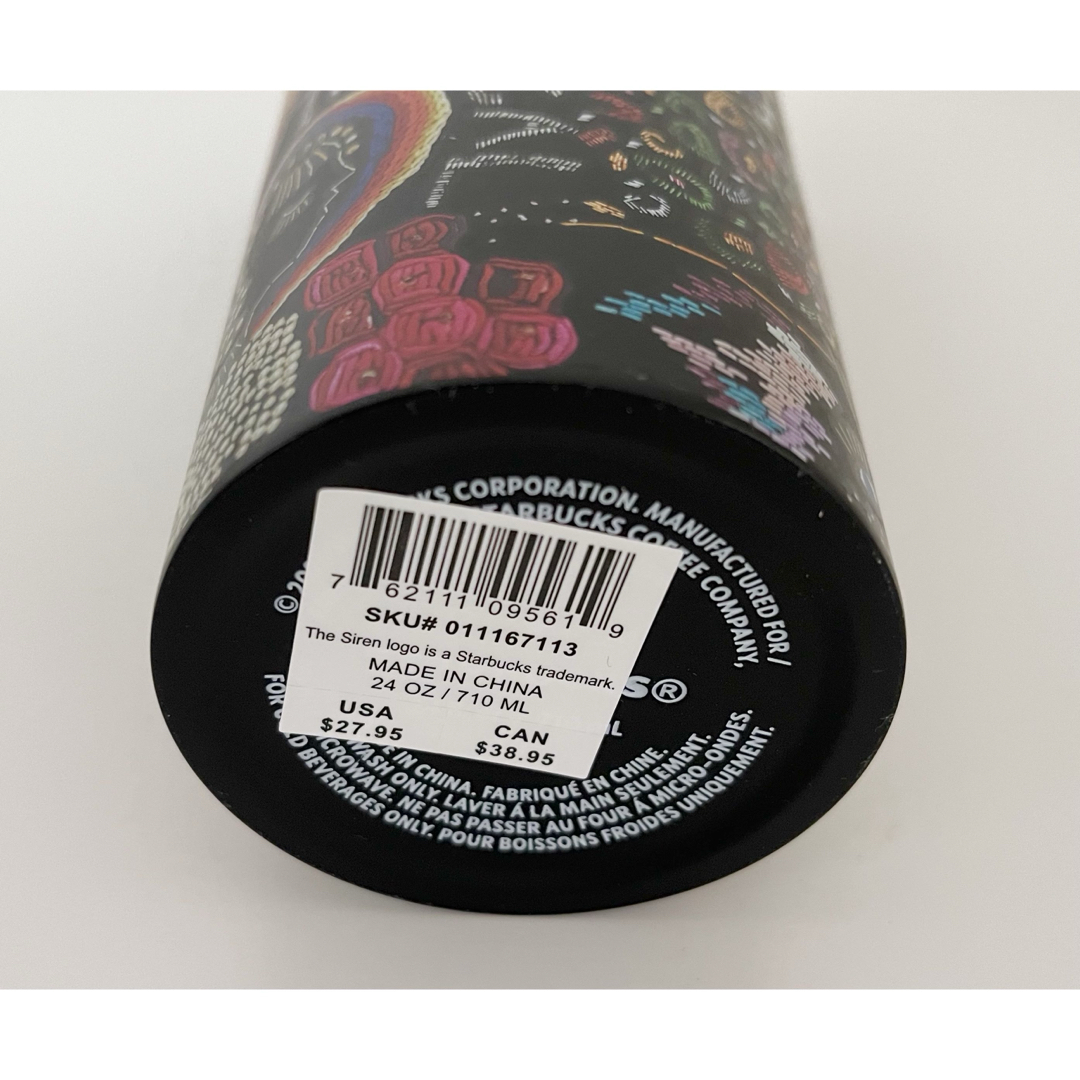 CORPORATION. MANUFACTURED FOR /
STARBUCKS COFFEE COMPANY,
7 62111 09561 9
SKU# 011167113
The Siren logo is a Starbucks trademark.
MADE IN CHINA
24 OZ / 710 ML
USA
$27.95
CAN
$38.95
®
IN CHINA. FABRIQUÉ EN CHINE.
WASH ONLY. LAVER À LA MAIN SEULEMENT.
MICROWAVE. NE PAS PASSER AU FOUR À MICRO-ONDES.
BEVERAGES ONLY. POUR BOISSONS FROIDES UNIQUEMENT.